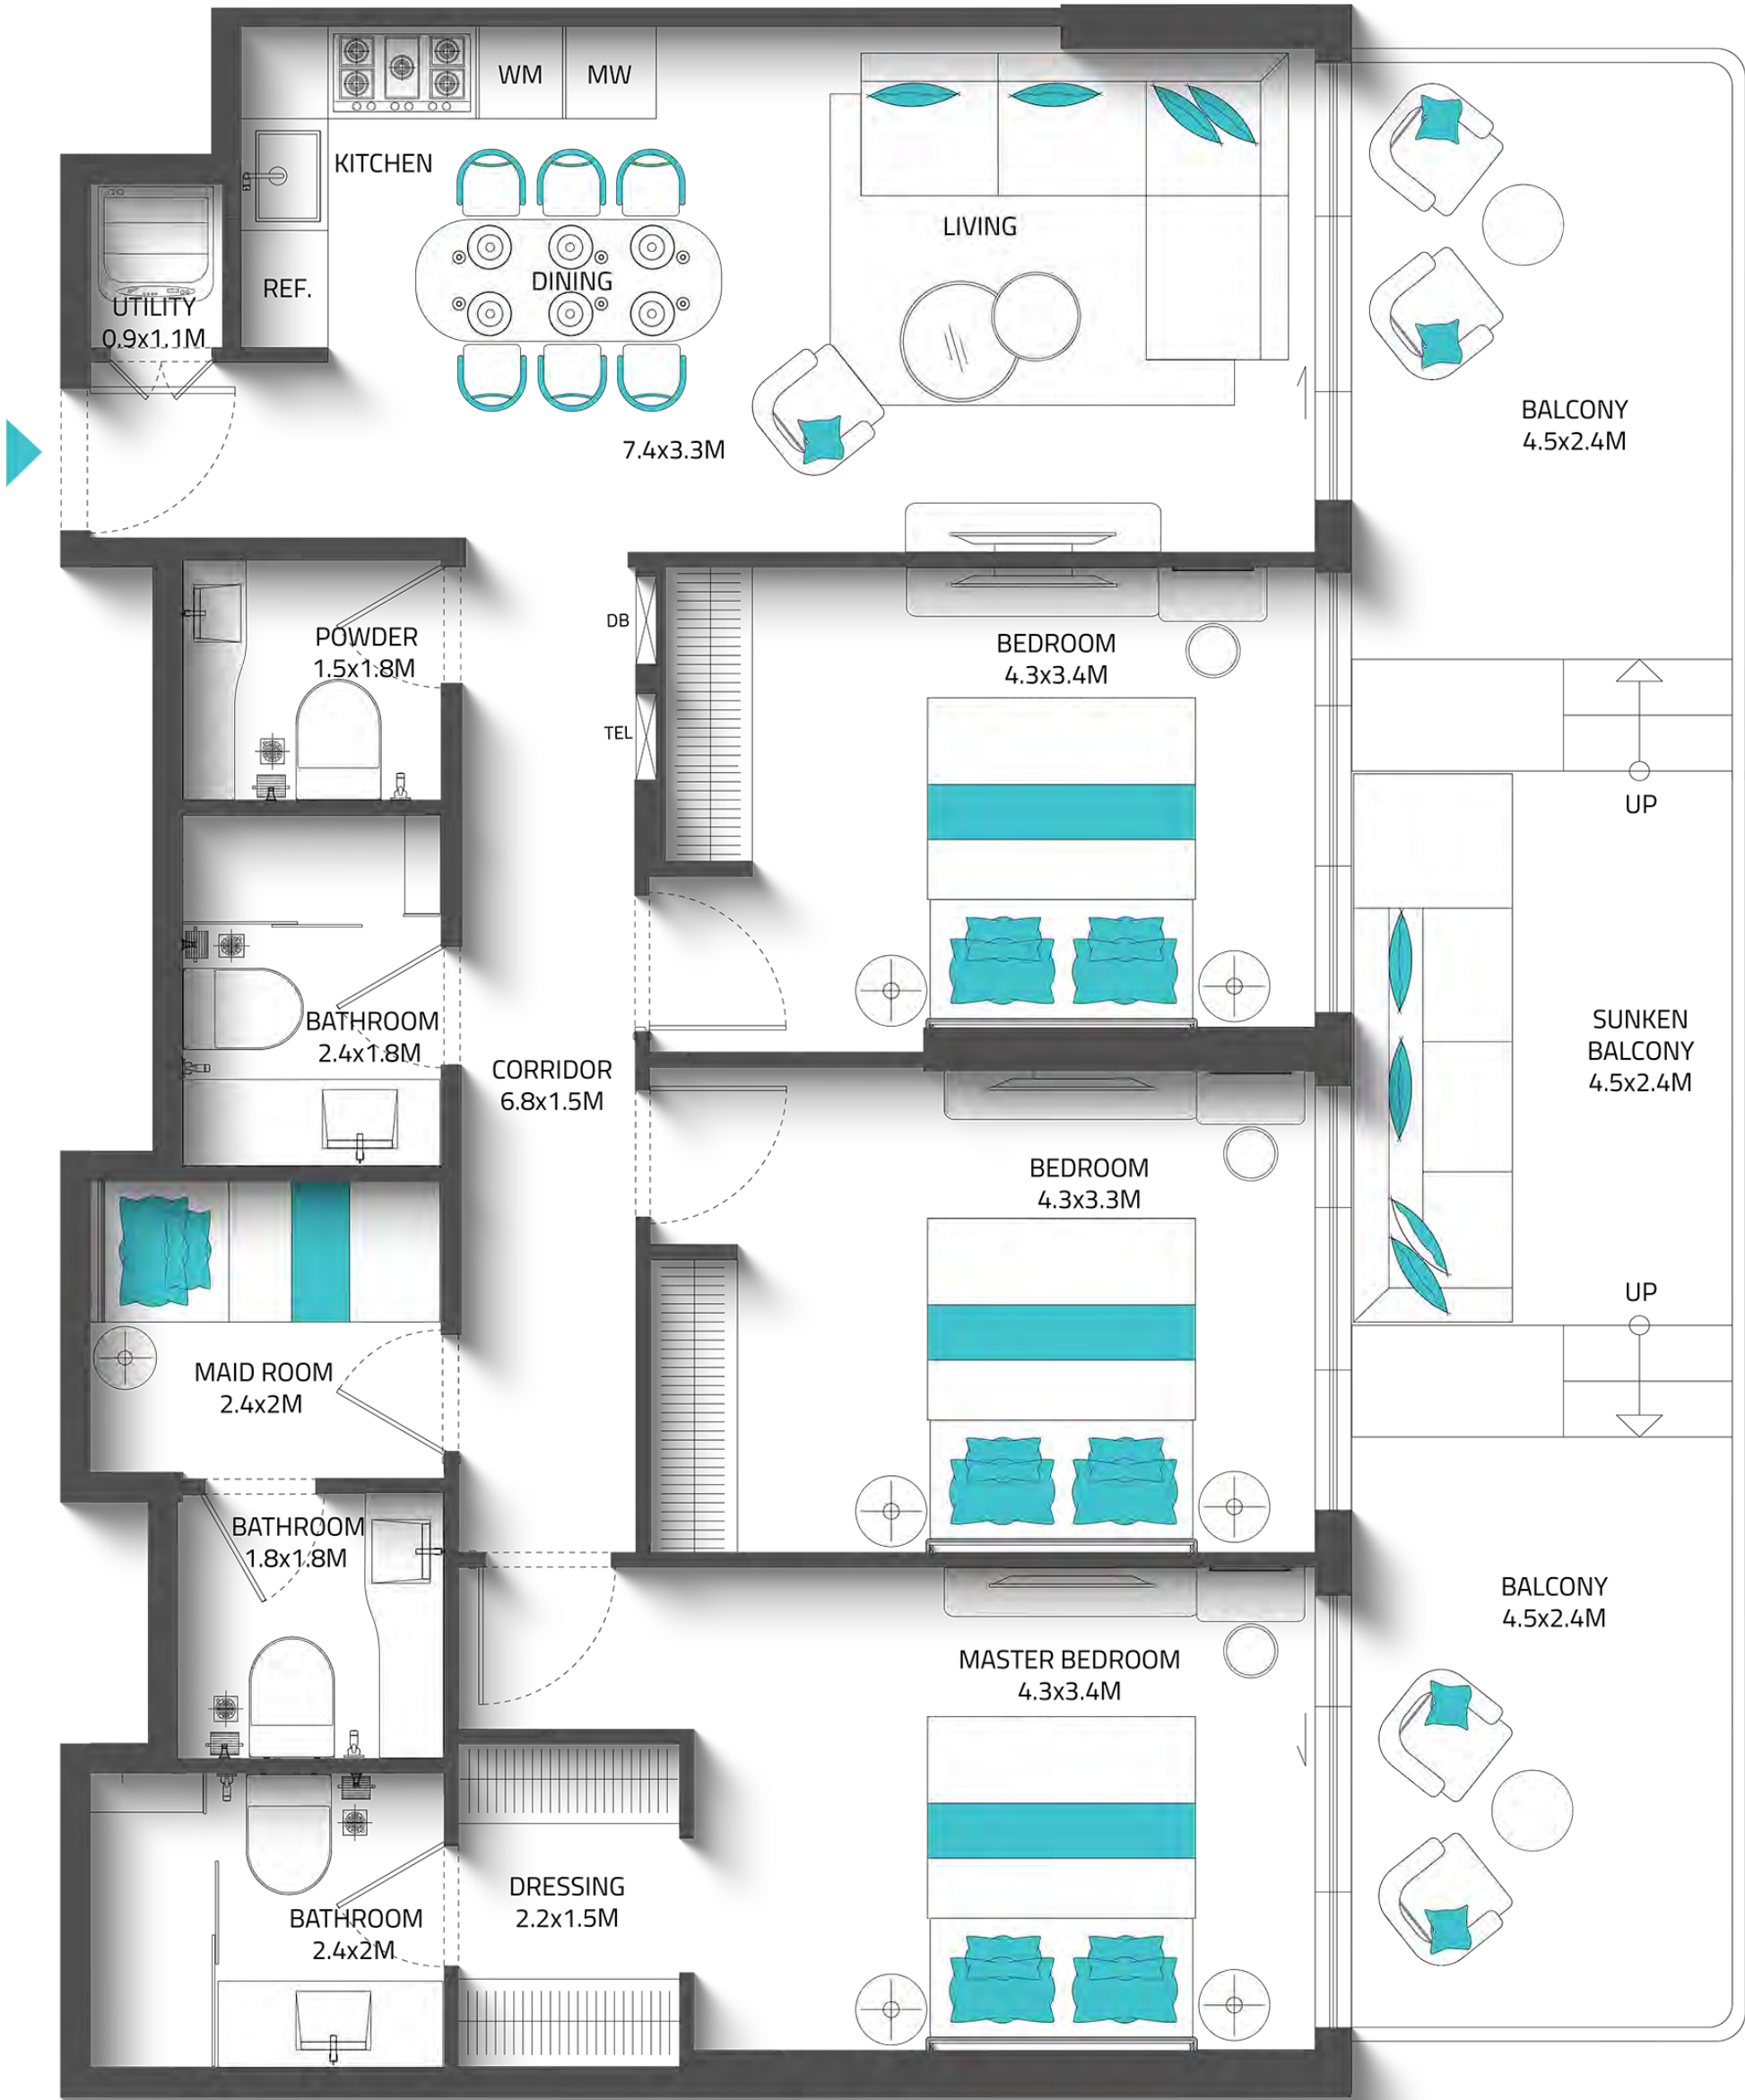 WM
MW
KITCHEN
LIVING
DINING
REF.
UTILITY
0.9x1.1M
BALCONY
4.5x2.4M
7.4x3.3M
POWDER
1.5x1.8M
DB
BEDROOM
4.3x3.4M
TEL
UP
BATHROOM
2.4x1.8M
CORRIDOR
6.8x1.5M
SUNKEN
BALCONY
4.5x2.4M
BEDROOM
4.3x3.3M
UP
MAID ROOM
2.4x2M
BATHROOM
1.8x1.8M
BALCONY
4.5x2.4M
MASTER BEDROOM
4.3x3.4M
DRESSING
2.2x1.5M
BATHROOM
2.4x2M